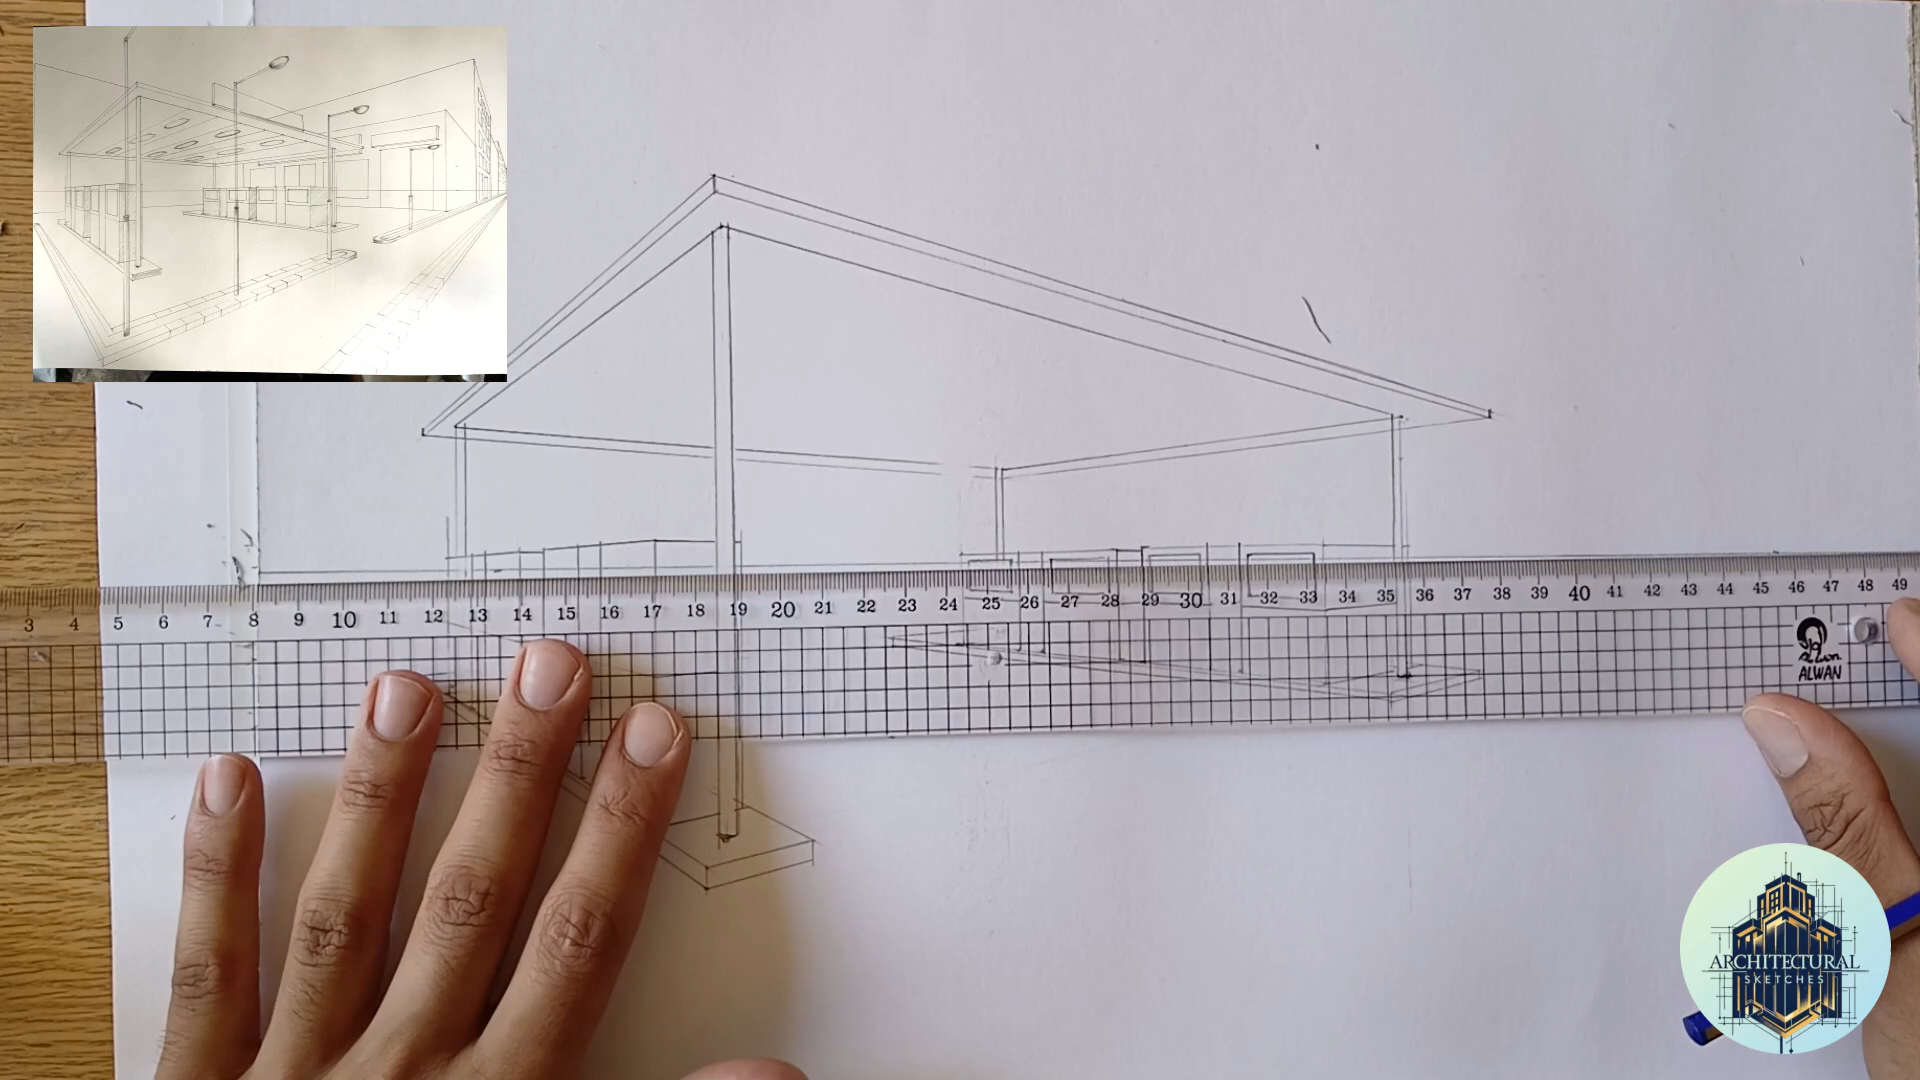 3 4 5 6 7 8 9 10 11 12 13 14 15 16 17 18 19 20 21 22 23 24 25 26 27 28 29 30 31 32 33 34 35 36 37 38 39 40 41 42 43 44 45 46 47 48 49
ALWAN
ARCHITECTURAL
SKETCHES